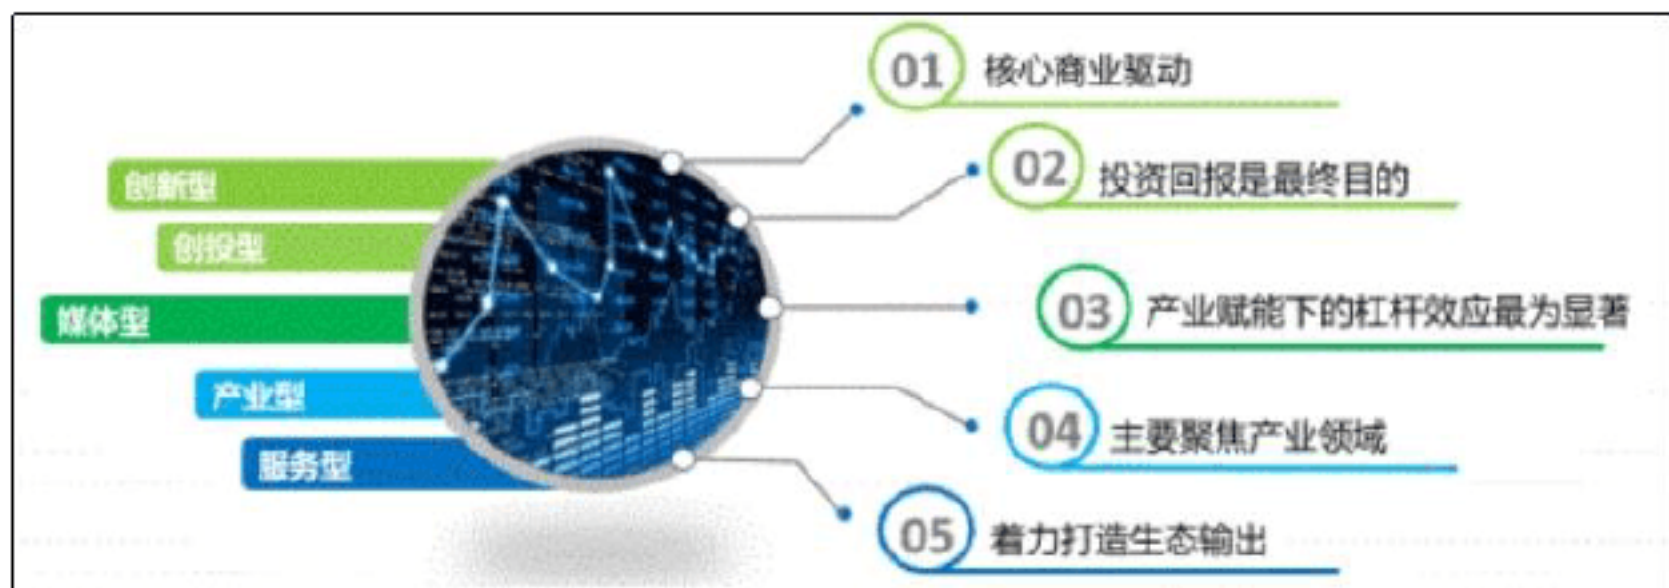 创新型
创投型
媒体型
产业型
服务型
01 核心商业驱动
02 投资回报是最终目的
03 产业赋能下的杠杆效应最为显著
04 主要聚焦产业领域
05 着力打造生态输出